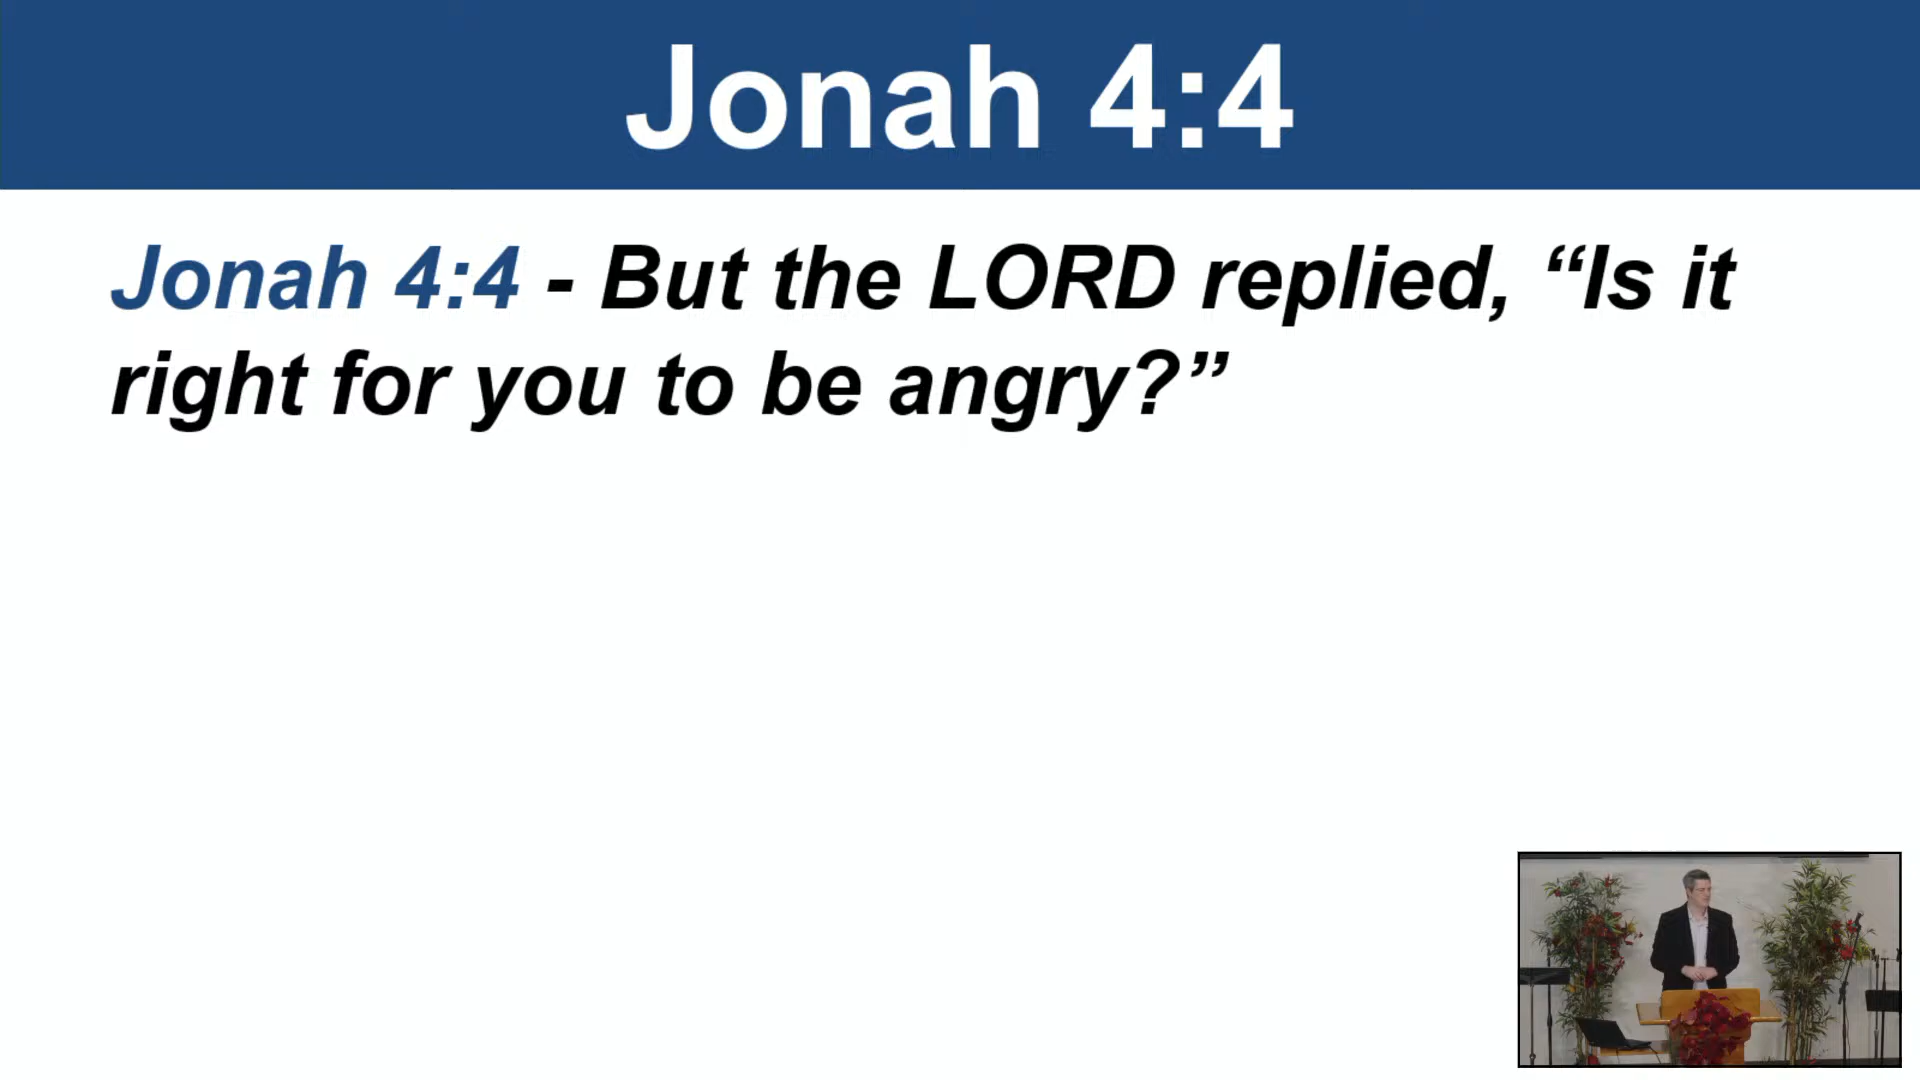 Jonah 4:4
Jonah 4:4 - But the LORD replied, “Is it
right for you to be angry?”